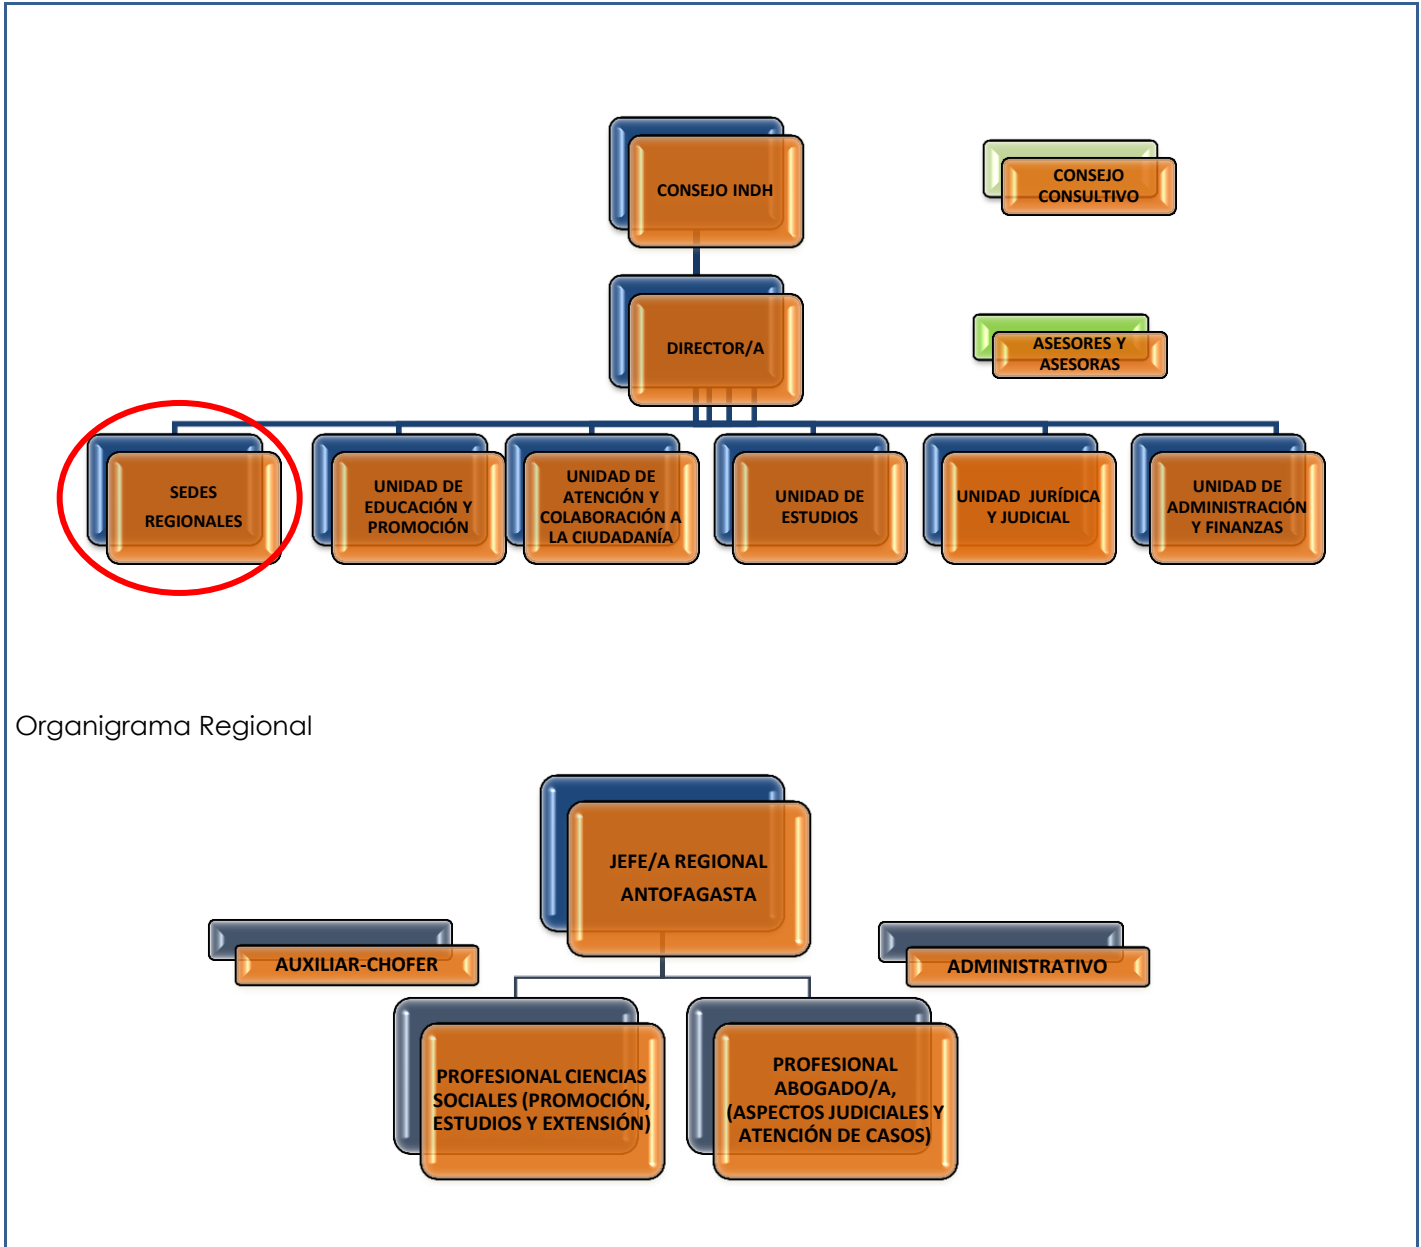 CONSEJO INDH
CONSEJO
CONSULTIVO
DIRECTOR/A
ASESORES Y
ASESORAS
SEDES
REGIONALES
UNIDAD DE
EDUCACIÓN Y
PROMOCIÓN
UNIDAD DE
ATENCIÓN Y
COLABORACIÓN A
LA CIUDADANÍA
UNIDAD DE
ESTUDIOS
UNIDAD JURÍDICA
Y JUDICIAL
UNIDAD DE
ADMINISTRACIÓN
Y FINANZAS
Organigrama Regional
JEFE/A REGIONAL
ANTOFAGASTA
AUXILIAR-CHOFER
ADMINISTRATIVO
PROFESIONAL CIENCIAS
SOCIALES (PROMOCIÓN,
ESTUDIOS Y EXTENSIÓN)
PROFESIONAL
ABOGADO/A,
(ASPECTOS JUDICIALES Y
ATENCIÓN DE CASOS)